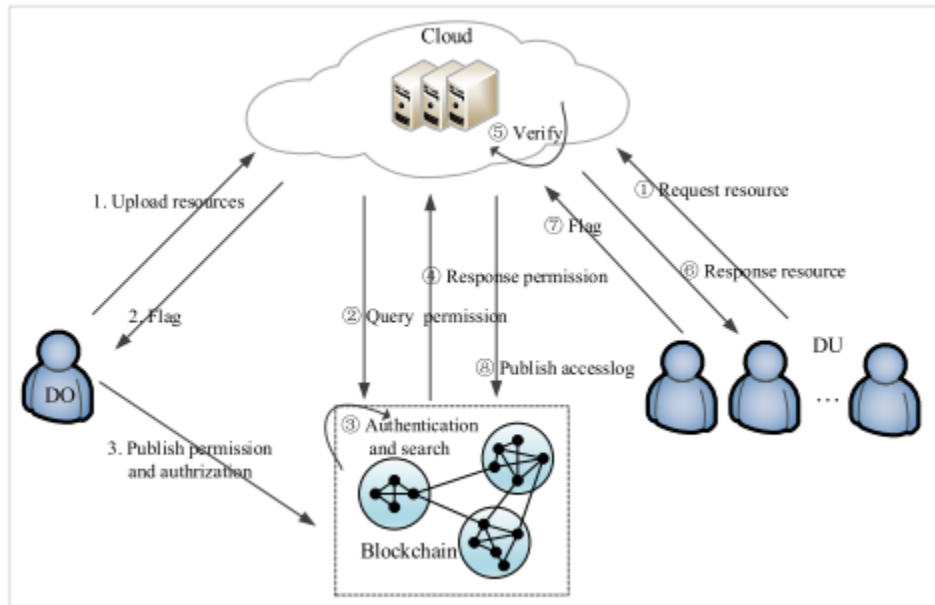 Cloud
⑤ Verify
1. Upload resources
① Request resource
⑦ Flag
④ Response permission
⑥ Response resource
2. Flag
② Query permission
DU
⑧ Publish accesslog
DO
...
③ Authentication
and search
3. Publish permission
and authrization
Blockchain